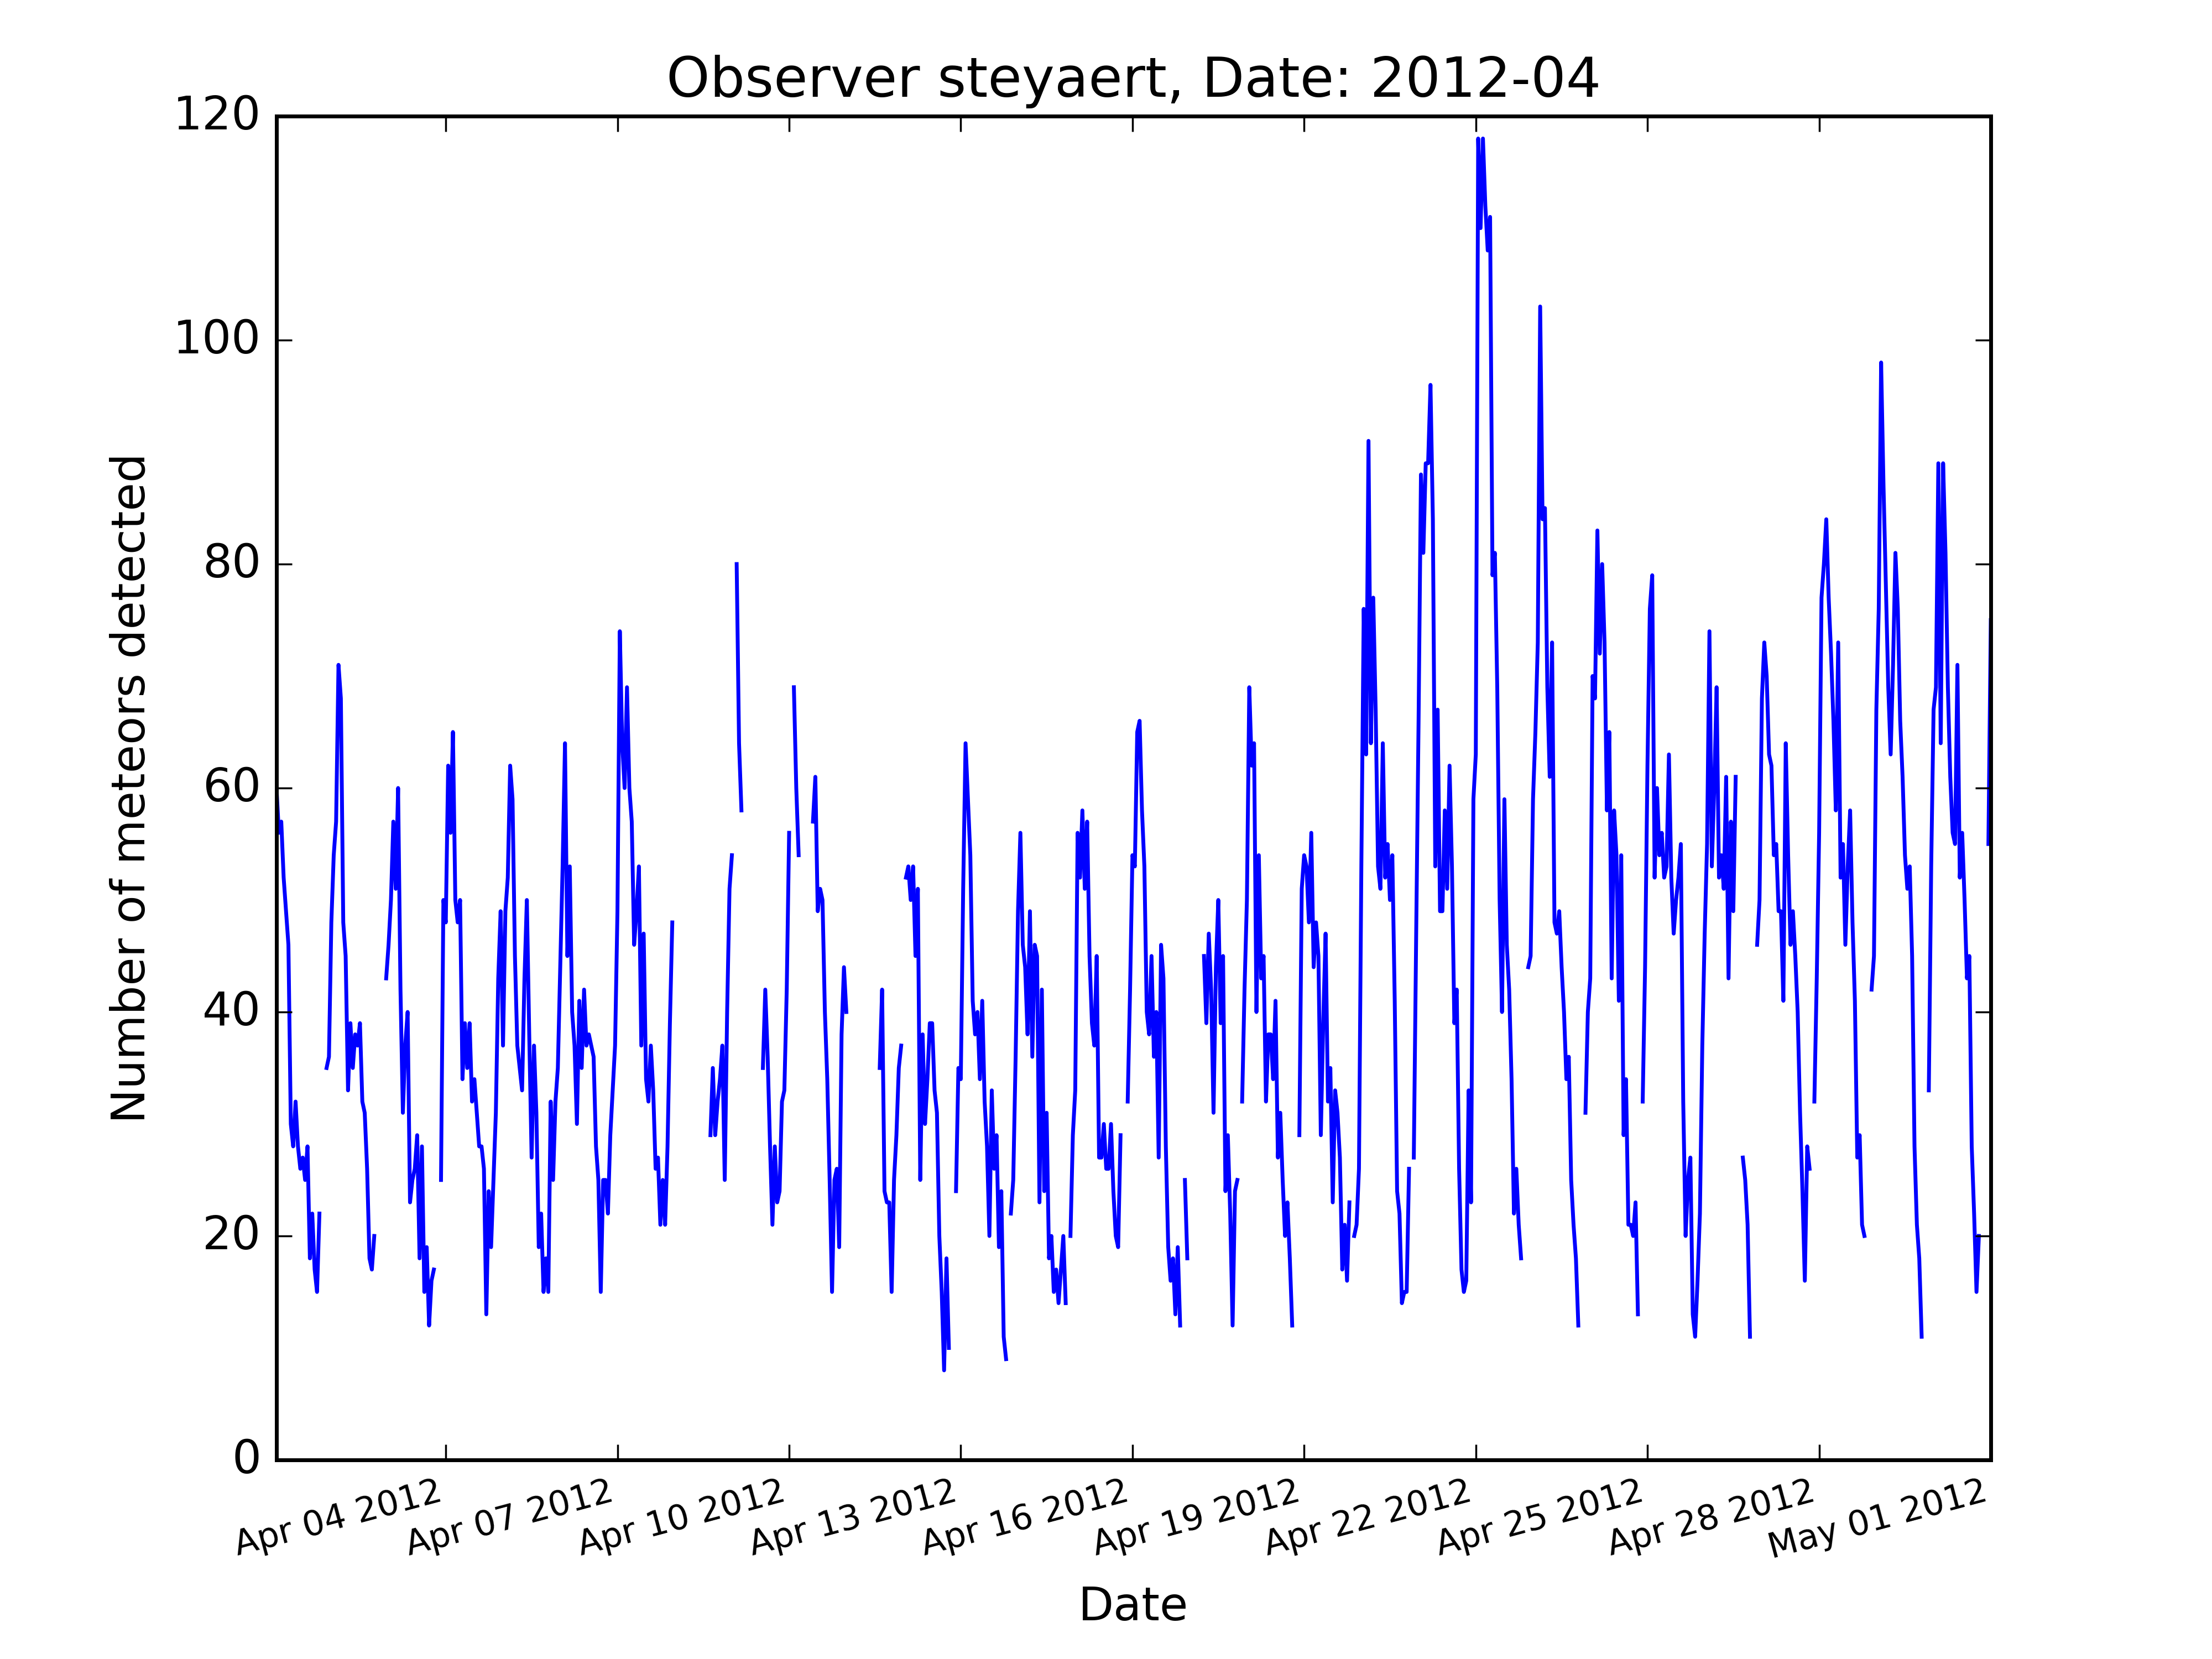 Observer steyaert, Date: 2012-04
Number of meteors detected
120
100
80
60
40
20
0
Apr 04 2012
Apr 07 2012
Apr 10 2012
Apr 13 2012
Apr 16 2012
Apr 19 2012
Apr 22 2012
Apr 25 2012
Apr 28 2012
May 01 2012
Date